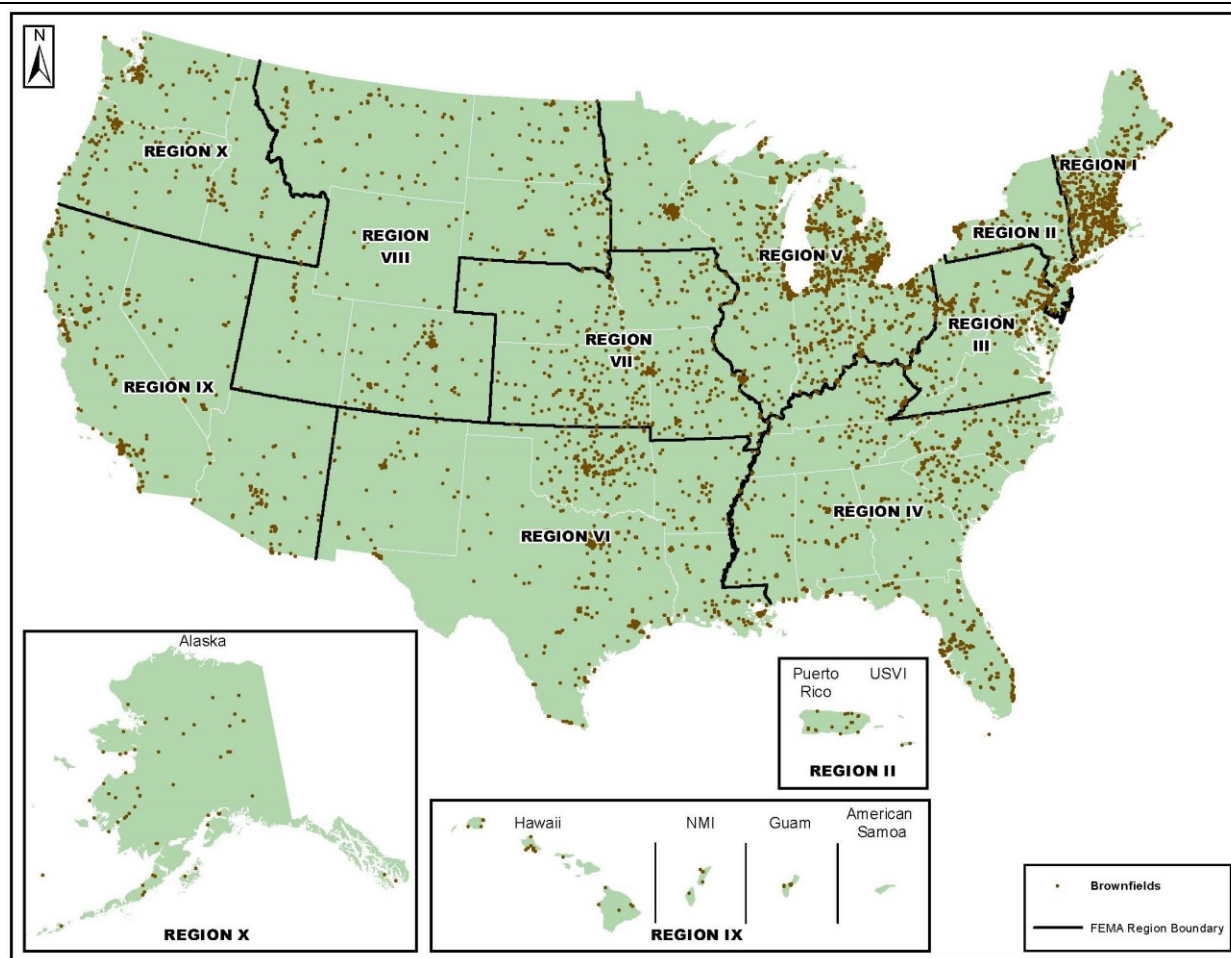 N
REGION X
REGION I
REGION
VIII
REGION II
REGION V
REGION
VII
REGION
III
REGION IX
REGION IV
REGION VI
Alaska
REGION X
Puerto
Rico
USVI
REGION II
Hawaii
NMI
Guam
American
Samoa
REGION IX
Brownfields
FEMA Region Boundary